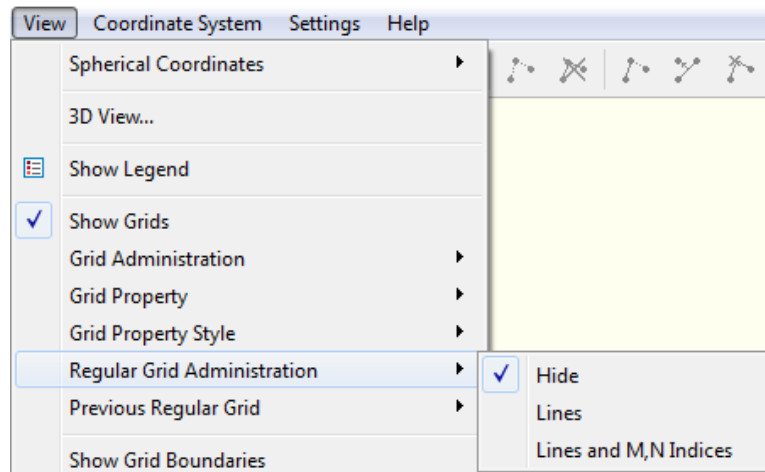 View Coordinate System Settings Help
Spherical Coordinates
3D View...
Show Legend
Show Grids
Grid Administration
Grid Property
Grid Property Style
Regular Grid Administration
Hide
Previous Regular Grid
Lines
Lines and M,N Indices
Show Grid Boundaries